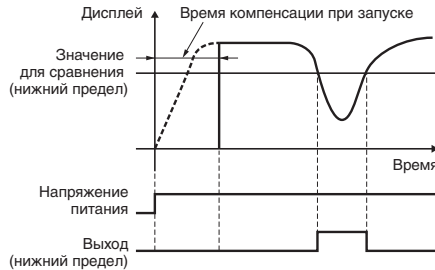 Дисплей
Время компенсации при запуске
Значение
для сравнения
(нижний предел)
Время
Напряжение
питания
Выход
(нижний предел)